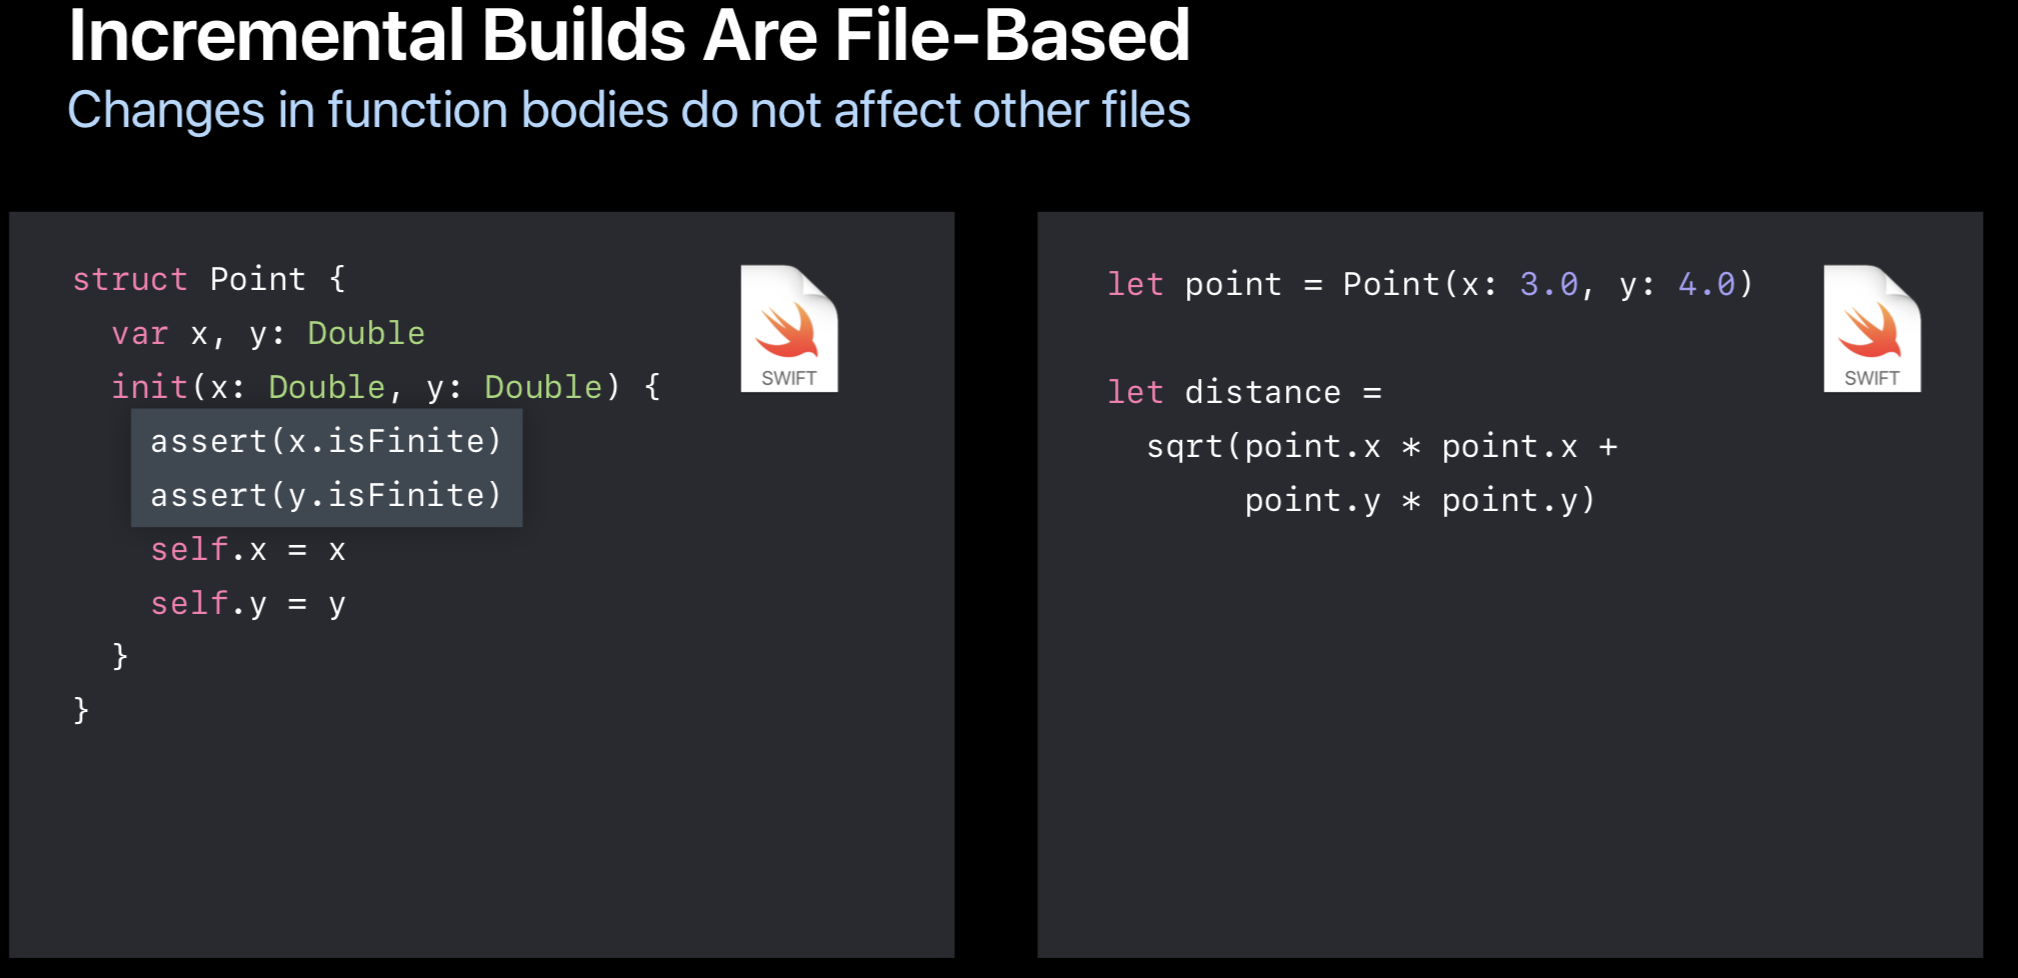 Incremental Builds Are File-Based
Changes in function bodies do not affect other files
struct Point {
  var x, y: Double
  init(x: Double, y: Double) {
    assert(x.isFinite)
    assert(y.isFinite)
    self.x = x
    self.y = y
  }
}
SWIFT
let point = Point(x: 3.0, y: 4.0)
let distance =
  sqrt(point.x * point.x +
       point.y * point.y)
SWIFT